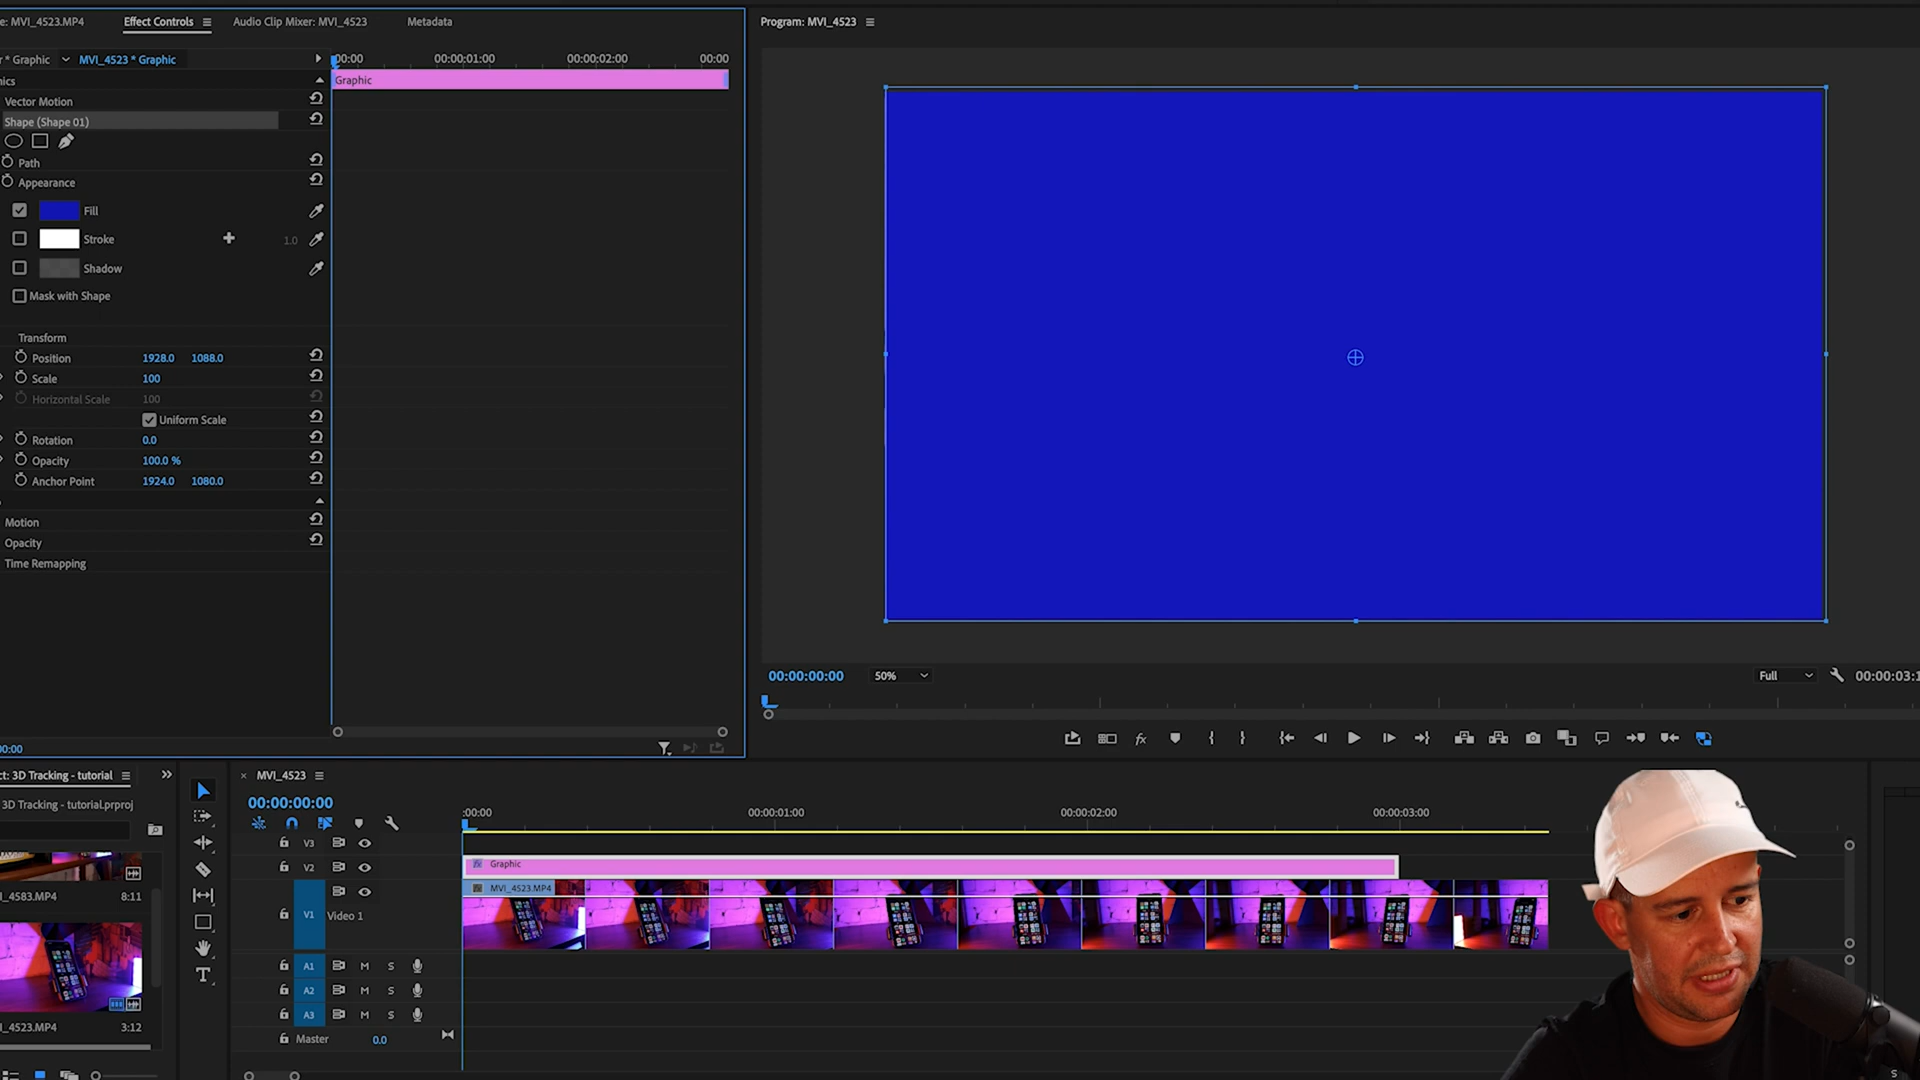 e: MVI_4523.MP4
Effect Controls
Audio Clip Mixer: MVI_4523
Metadata
Program: MVI_4523
r * Graphic
MVI_4523 * Graphic
00:00
00:00:01:00
00:00:02:00
00:00
Graphic
nics
Vector Motion
Shape (Shape 01)
Path
Appearance
Fill
Stroke
1.0
Shadow
Mask with Shape
Transform
Position
1928.0
1088.0
Scale
100
Horizontal Scale
100
Uniform Scale
Rotation
0.0
Opacity
100.0 %
Anchor Point
1924.0
1080.0
Motion
Opacity
Time Remapping
00:00:00:00
50%
Full
00:00:03:1
fx
00:00
ct: 3D Tracking - tutorial
3D Tracking - tutorial.prproj
I_4583.MP4
8:11
I_4523.MP4
3:12
T
MVI_4523
00:00:00:00
:00:00
00:00:01:00
00:00:02:00
00:00:03:00
V3
V2
fx
Graphic
MVI_4523.MP4
V1
Video 1
A1
M
S
A2
M
S
A3
M
S
Master
0.0
S